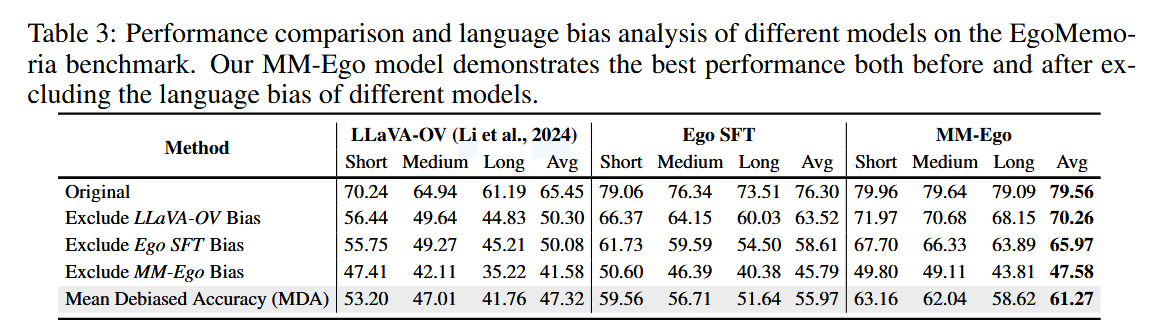 Table 3: Performance comparison and language bias analysis of different models on the EgoMemo-
ria benchmark. Our MM-Ego model demonstrates the best performance both before and after ex-
cluding the language bias of different models.
Method LLaVA-OV (Li et al., 2024) Ego SFT MM-Ego
Short Medium Long Avg Short Medium Long Avg Short Medium Long Avg
Original 70.24 64.94 61.19 65.45 79.06 76.34 73.51 76.30 79.96 79.64 79.09 79.56
Exclude LLaVA-OV Bias 56.44 49.64 44.83 50.30 66.37 64.15 60.03 63.52 71.97 70.68 68.15 70.26
Exclude Ego SFT Bias 55.75 49.27 45.21 50.08 61.73 59.59 54.50 58.61 67.70 66.33 63.89 65.97
Exclude MM-Ego Bias 47.41 42.11 35.22 41.58 50.60 46.39 40.38 45.79 49.80 49.11 43.81 47.58
Mean Debiased Accuracy (MDA) 53.20 47.01 41.76 47.32 59.56 56.71 51.64 55.97 63.16 62.04 58.62 61.27